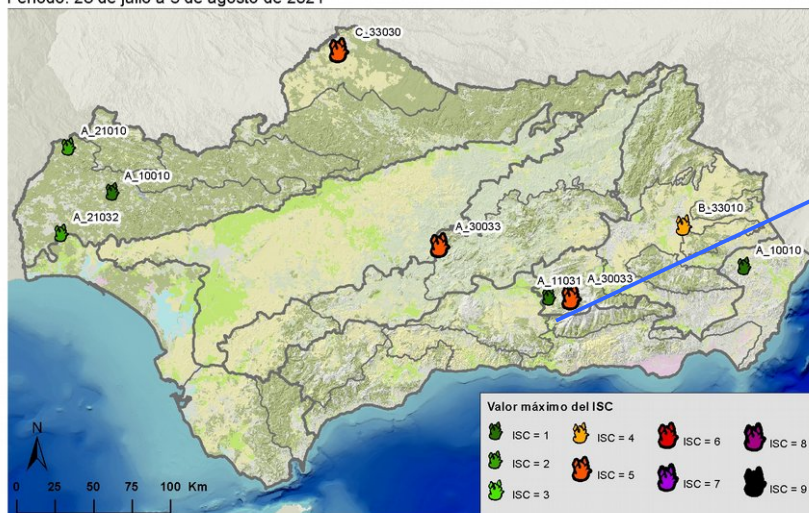 C_33030
A_21010
A_10010
A_21032
A_30033
B_33010
A_10010
A_11031
A_30033
Valor máximo del ISC
ISC = 1
ISC = 4
ISC = 6
ISC = 8
ISC = 2
ISC = 5
ISC = 7
ISC = 9
ISC = 3
N
0 25 50 75 100 Km